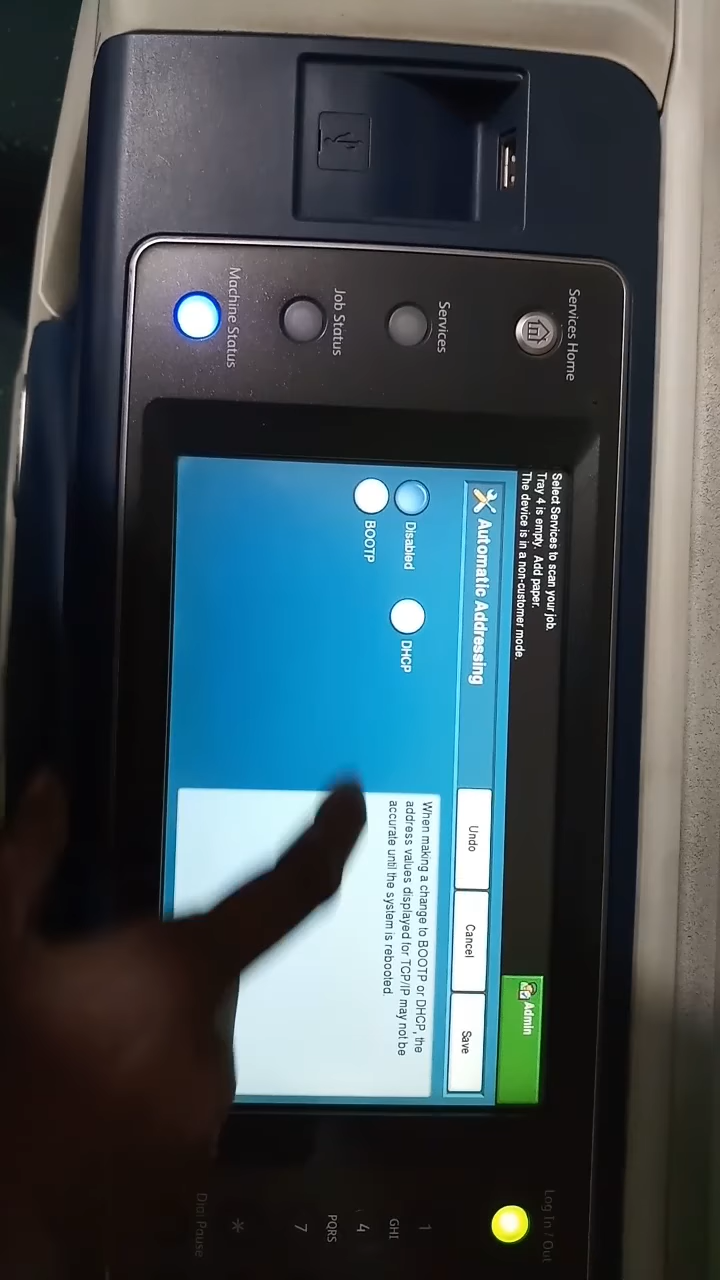 Services Home
Services
Job Status
Machine Status
Select Services to scan your job.
Tray 4 is empty. Add paper.
The device is in a non-customer mode.
Admin
Automatic Addressing
Undo
Cancel
Save
Disabled
DHCP
BOOTP
When making a change to BOOTP or DHCP, the
address values displayed for TCP/IP may not be
accurate until the system is rebooted.
Log In / Out
1
GHI
4
PQRS
7
*
Dial Pause